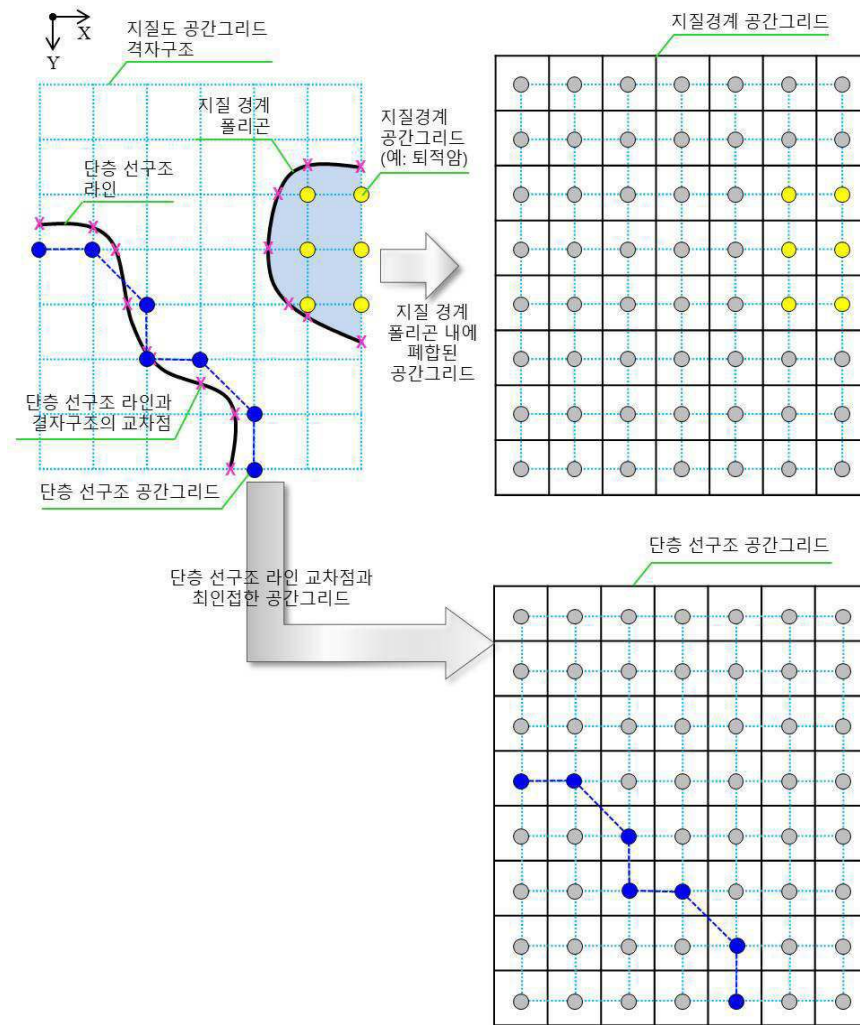 X
Y
지질도 공간그리드
격자구조
지질 경계
폴리곤
지질경계
공간그리드
(예: 퇴적암)
단층 선구조
라인
지질 경계
폴리곤 내에
폐합된
공간그리드
단층 선구조 라인과
결자구조의 교차점
단층 선구조 공간그리드
지질경계 공간그리드
단층 선구조 라인 교차점과
최인접한 공간그리드
단층 선구조 공간그리드